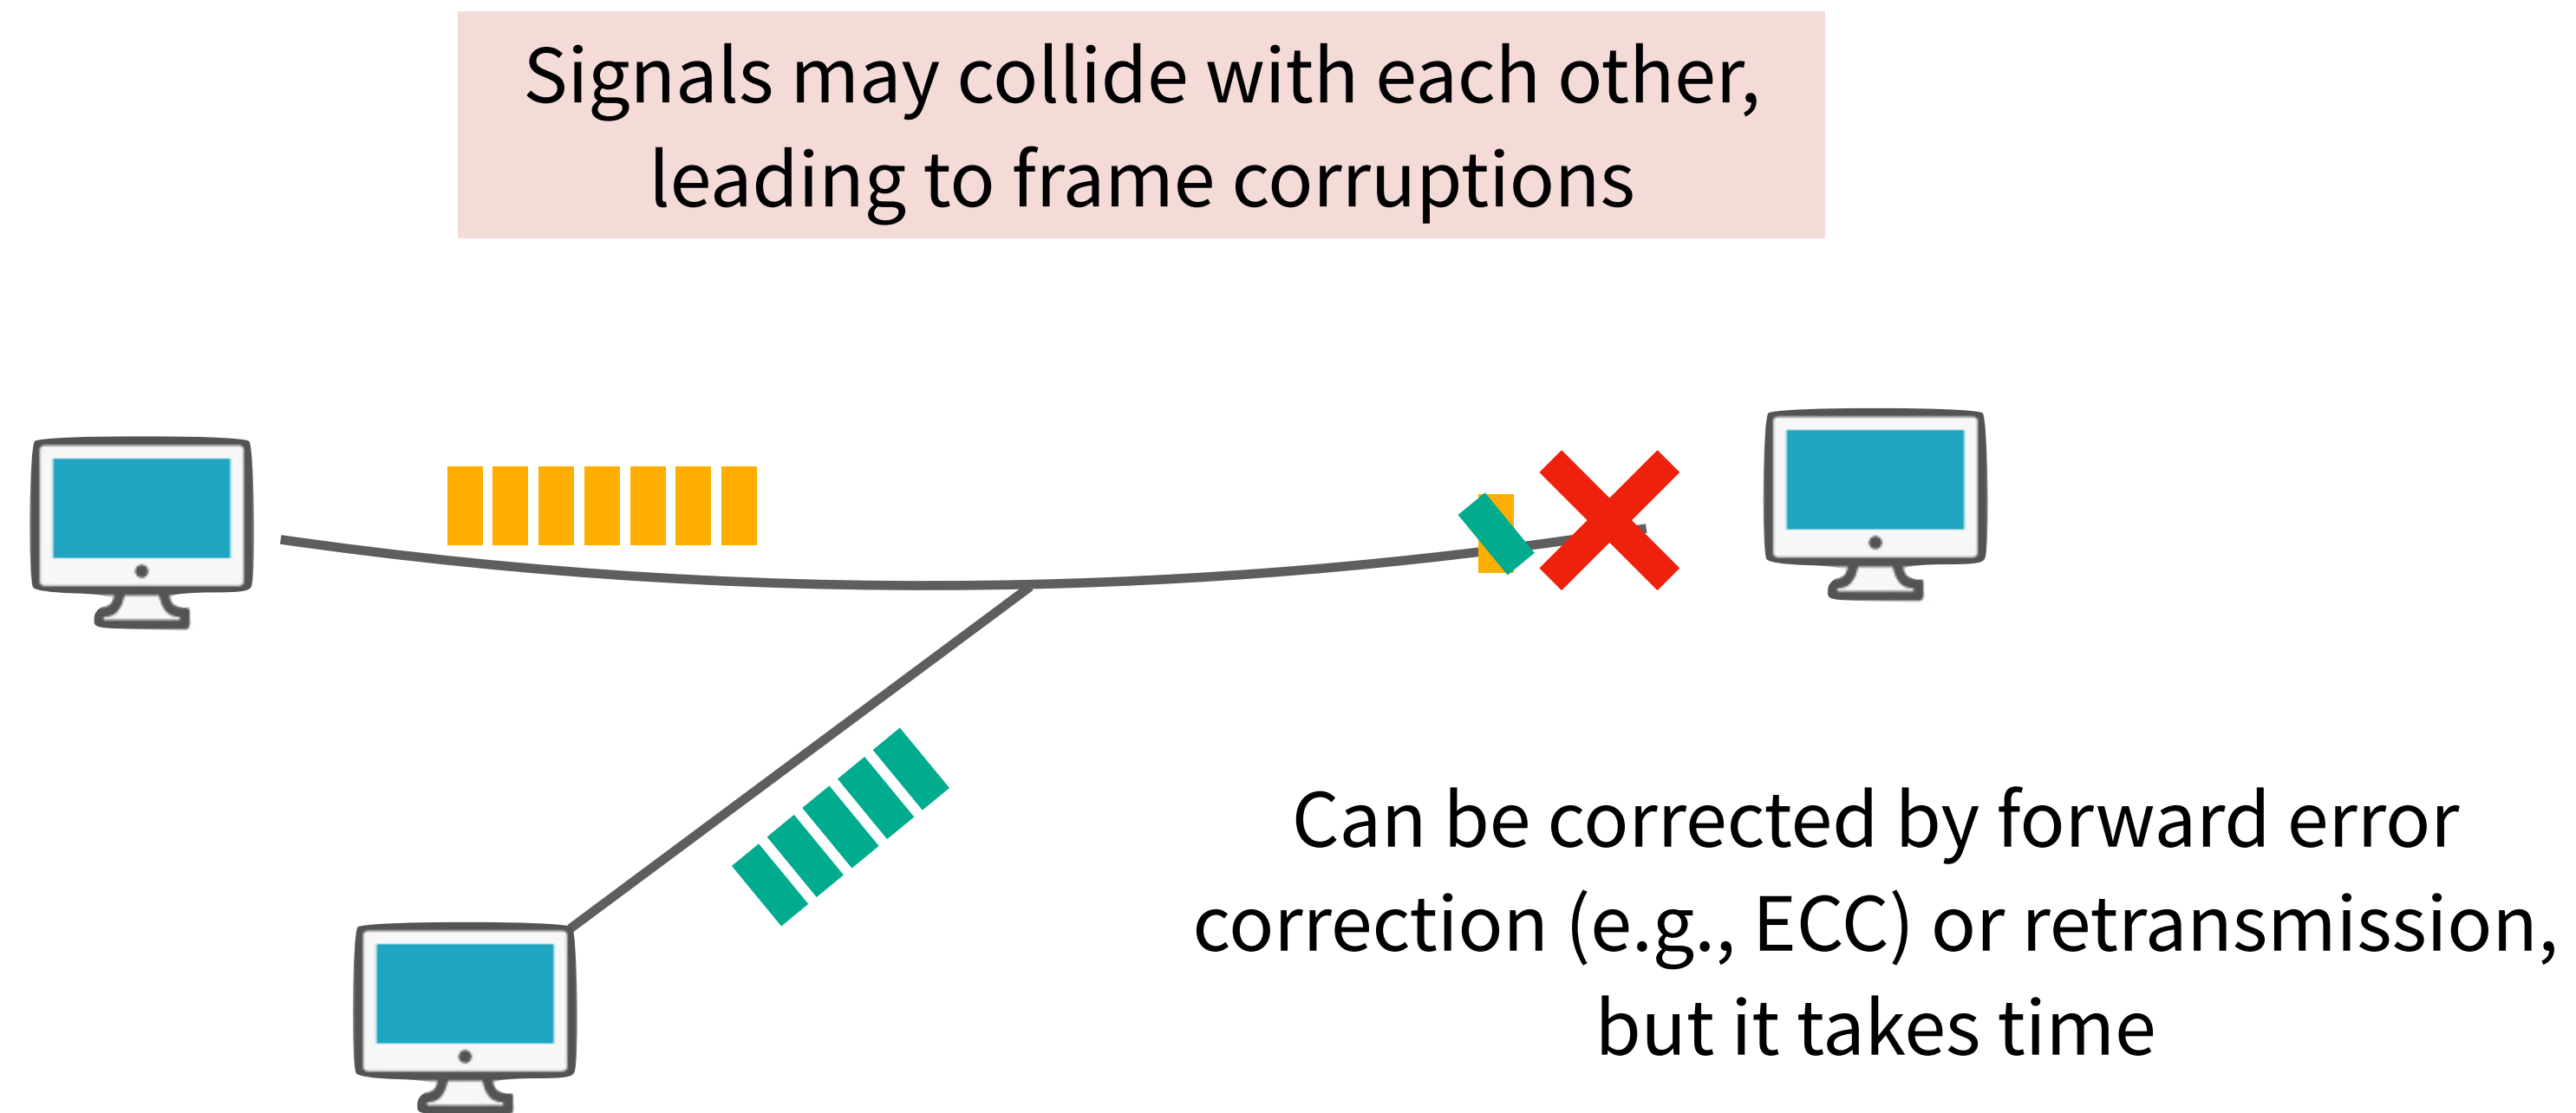 Signals may collide with each other,
leading to frame corruptions
Can be corrected by forward error
correction (e.g., ECC) or retransmission,
but it takes time